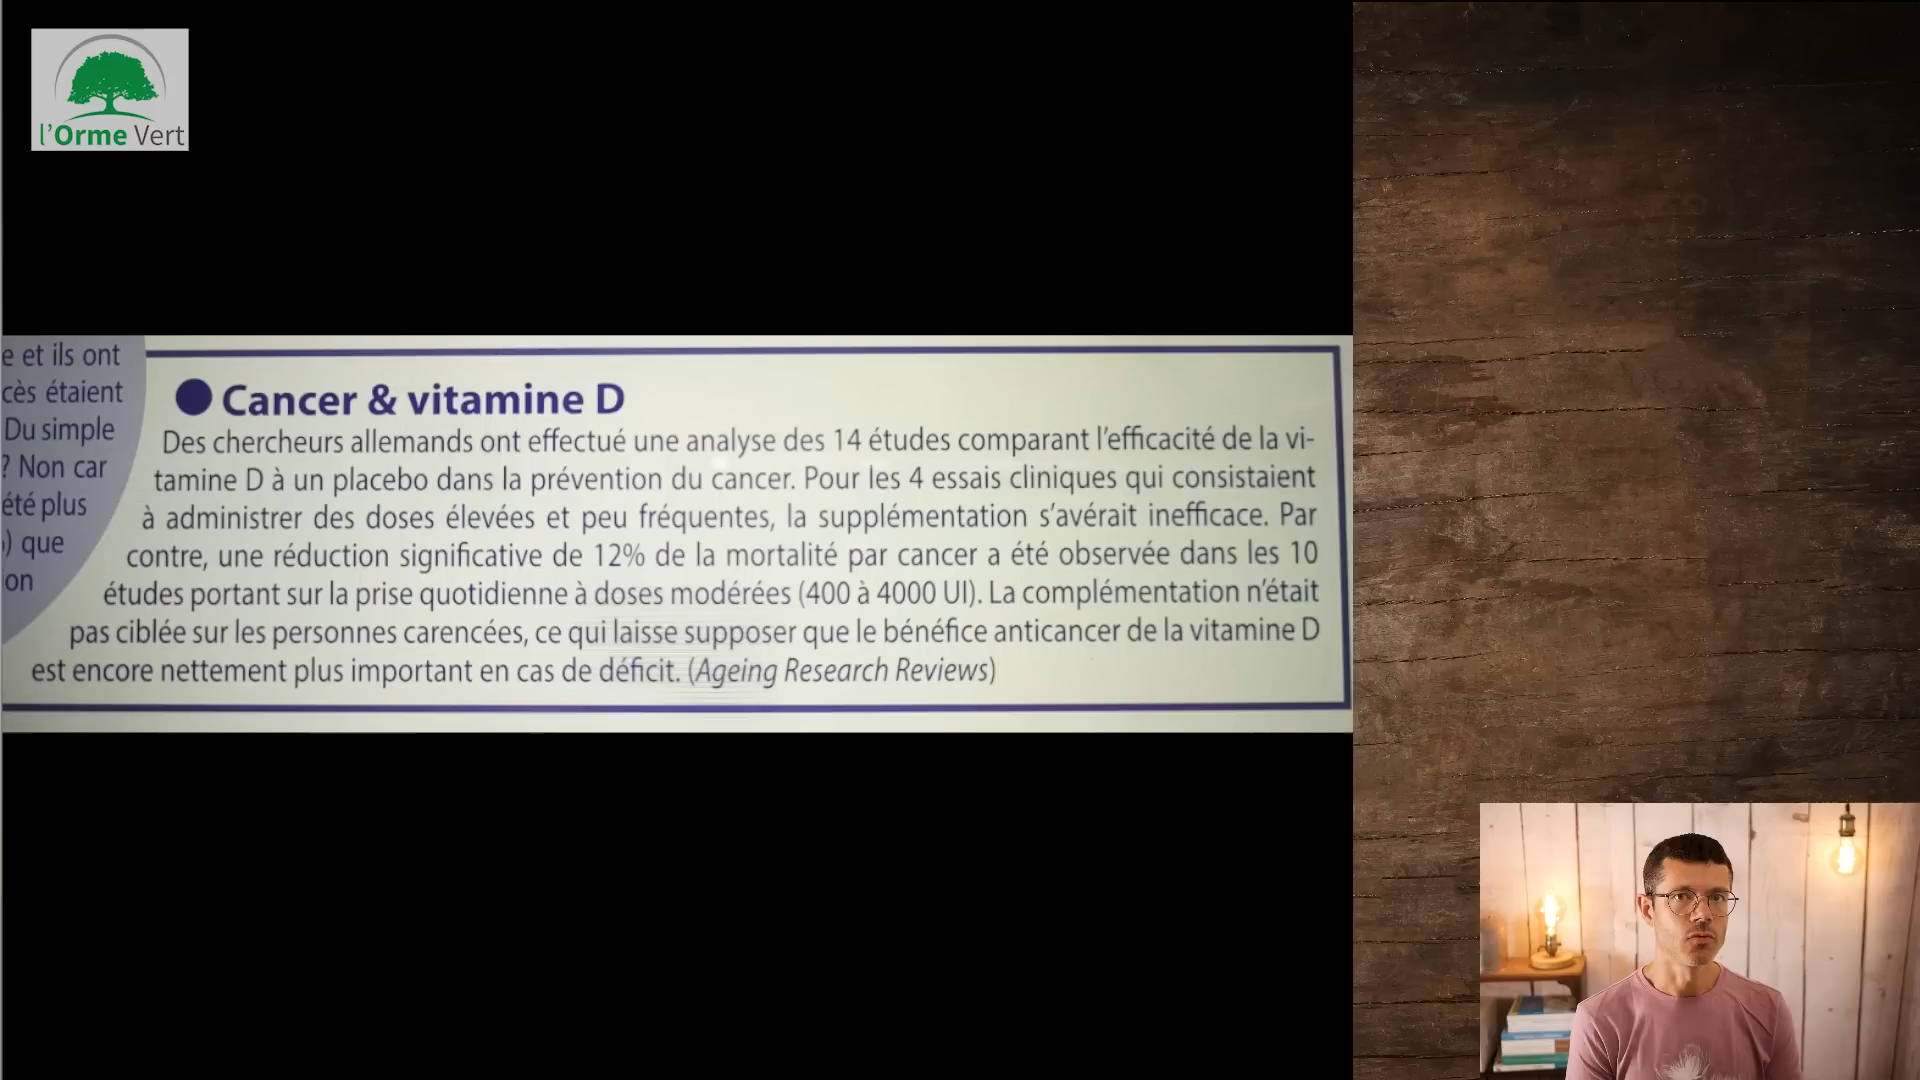 l'Orme Vert
e et ils ont
cès étaient
Du simple
? Non car
été plus
) que
on
Cancer & vitamine D
Des chercheurs allemands ont effectué une analyse des 14 études comparant l'efficacité de la vi-
tamine D à un placebo dans la prévention du cancer. Pour les 4 essais cliniques qui consistaient
à administrer des doses élevées et peu fréquentes, la supplémentation s'avérait inefficace. Par
contre, une réduction significative de 12% de la mortalité par cancer a été observée dans les 10
études portant sur la prise quotidienne à doses modérées (400 à 4000 UI). La complémentation n'était
pas ciblée sur les personnes carencées, ce qui laisse supposer que le bénéfice anticancer de la vitamine D
est encore nettement plus important en cas de déficit. (Ageing Research Reviews)